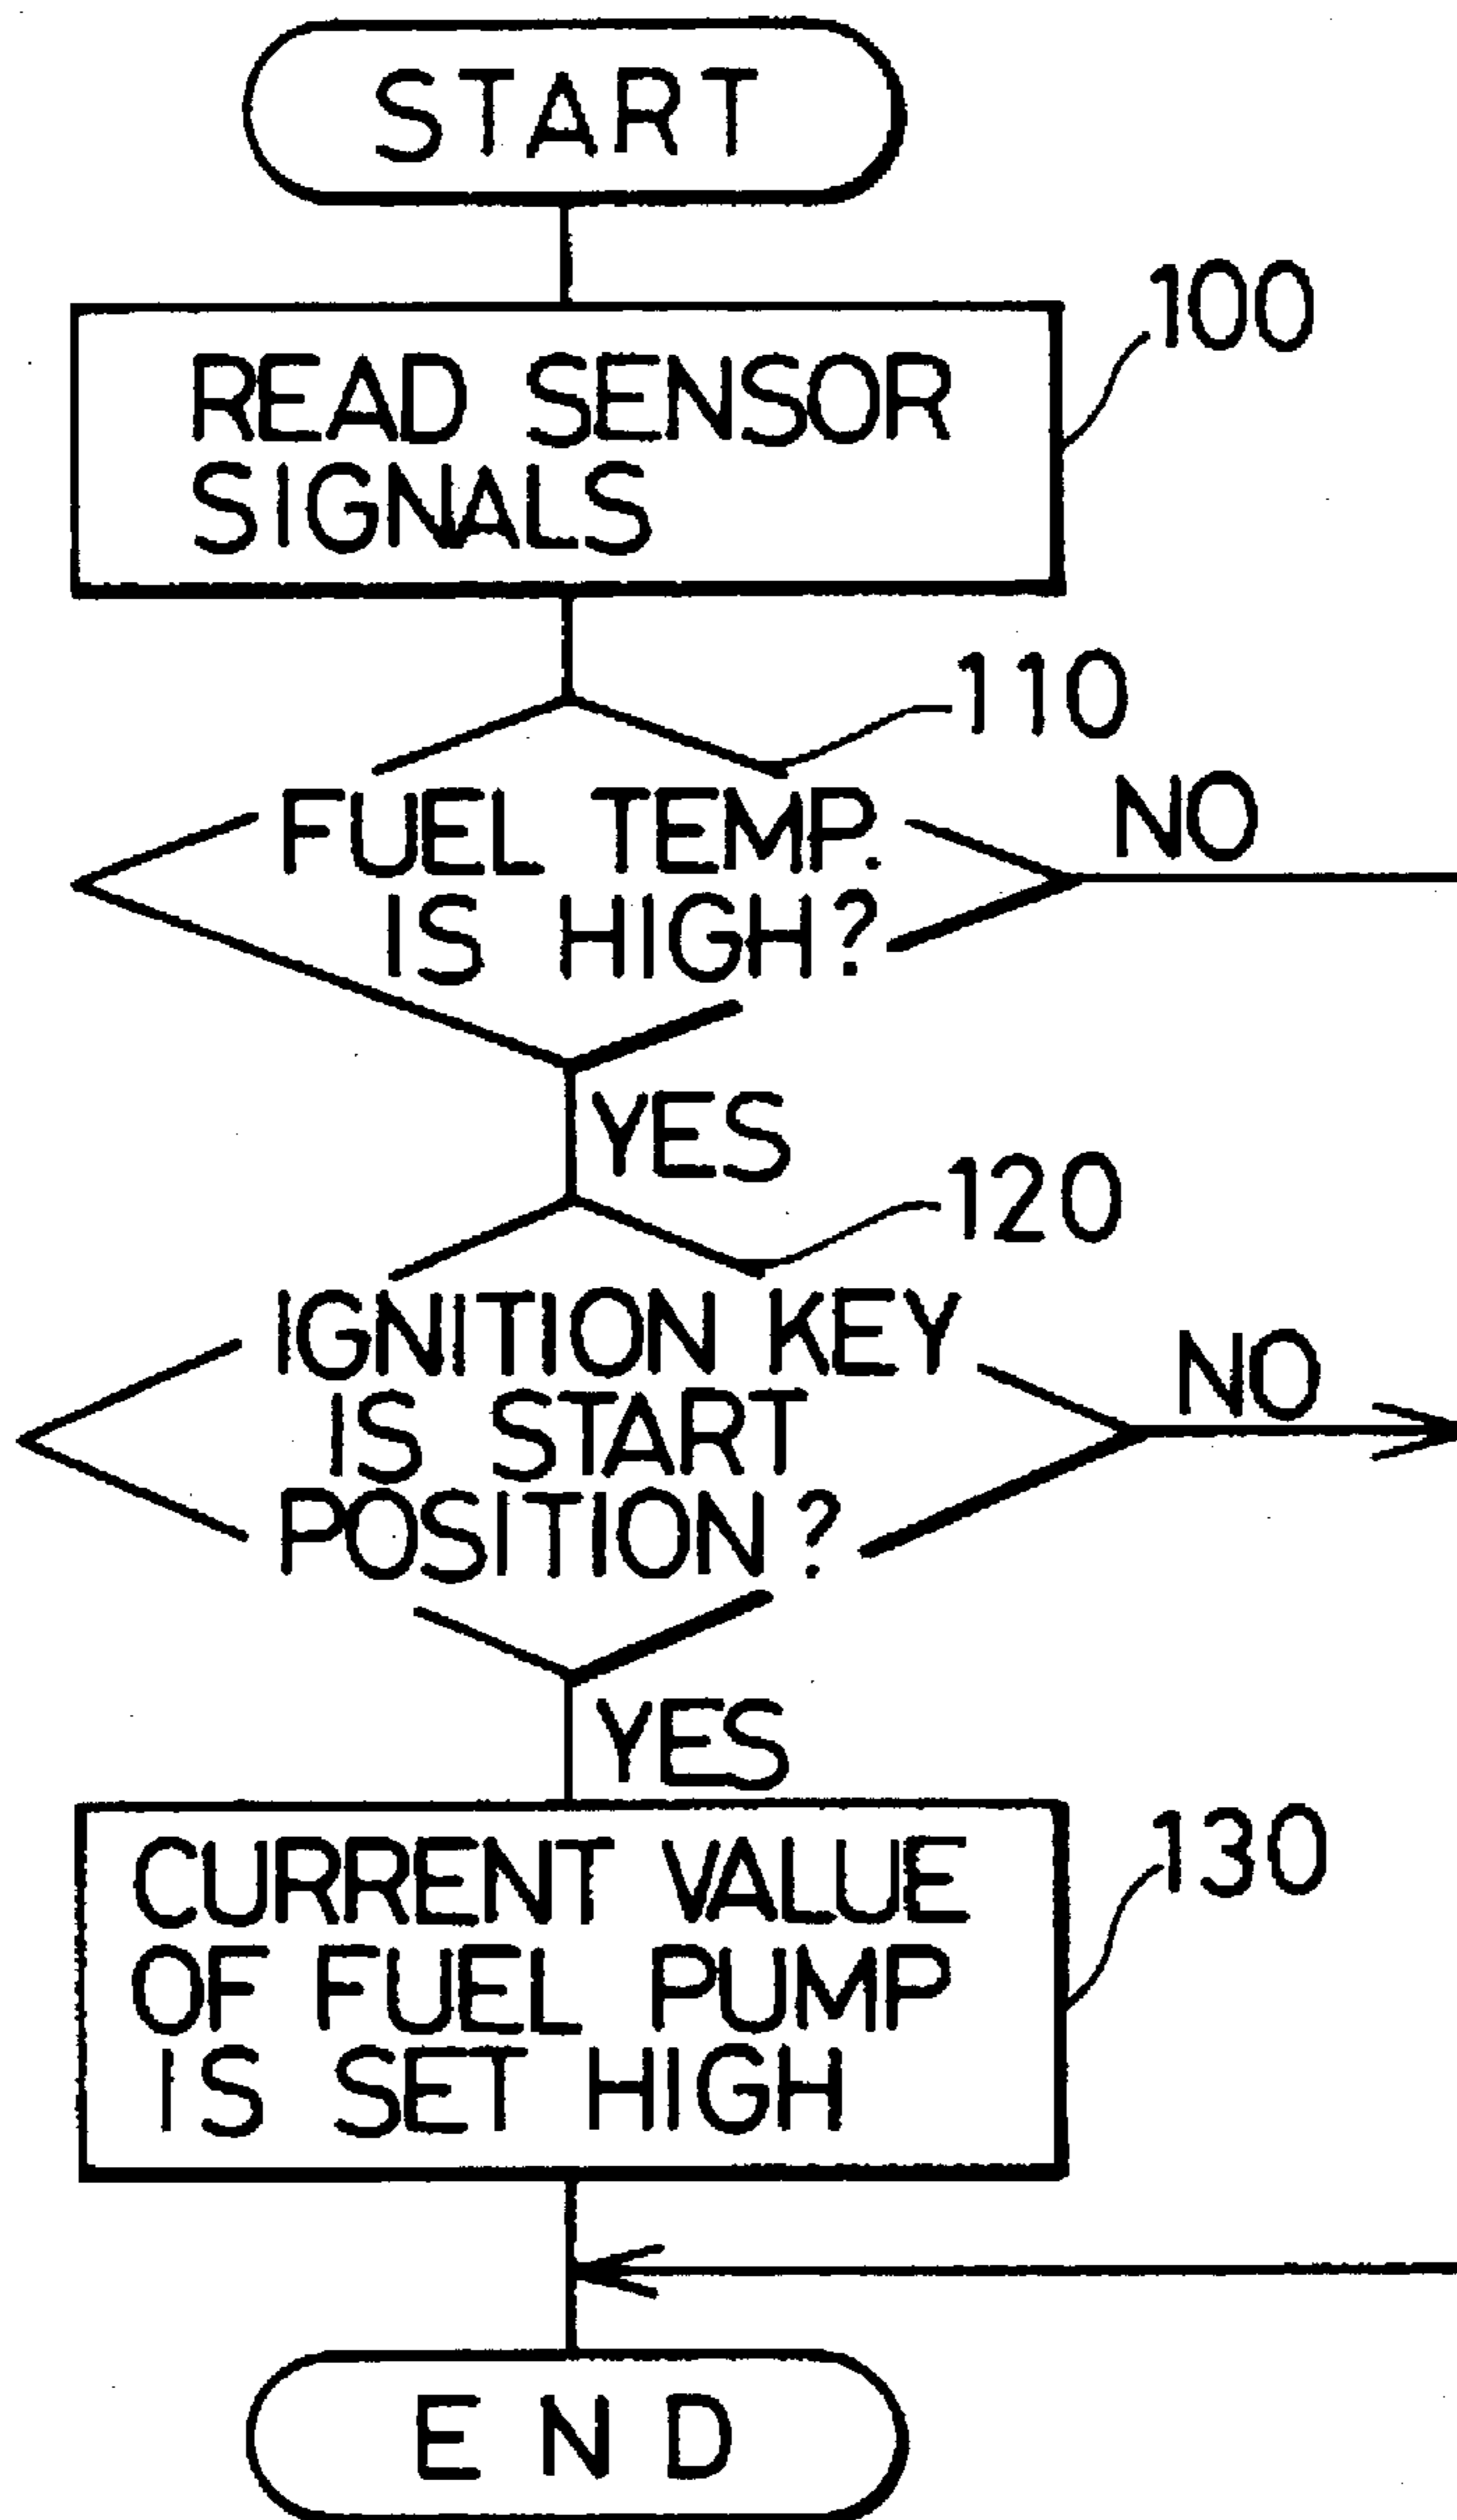 START
100
READ SENSOR
SIGNALS
110
FUEL TEMP.
IS HIGH?
NO
YES
120
IGNITION KEY
IS START
POSITION?
NO
YES
130
CURRENT VALUE
OF FUEL PUMP
IS SET HIGH
END